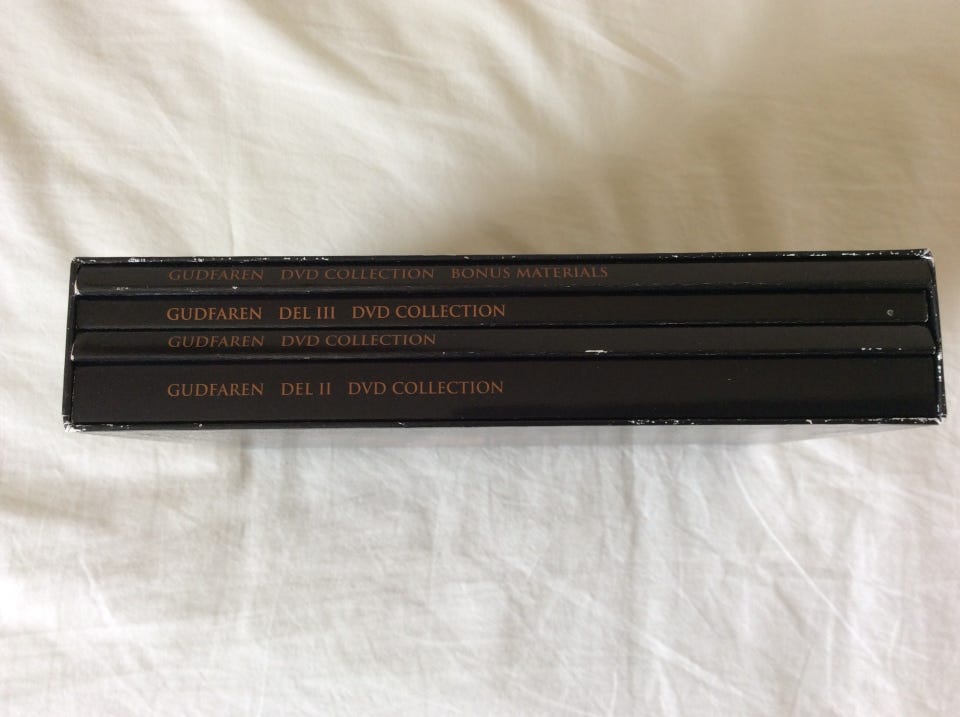 GUDFAREN DVD COLLECTION BONUS MATERIALS
GUDFAREN DEL III DVD COLLECTION
GUDFAREN DVD COLLECTION
GUDFAREN DEL II DVD COLLECTION